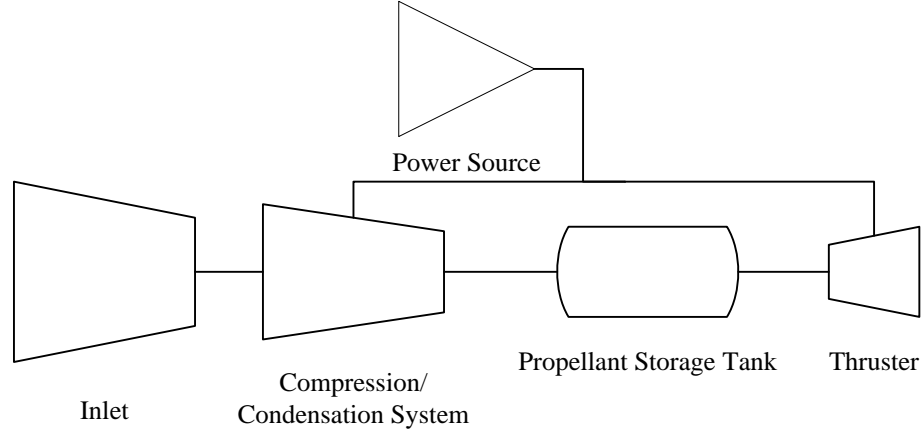 Power Source
Propellant Storage Tank
Thruster
Compression/
Condensation System
Inlet